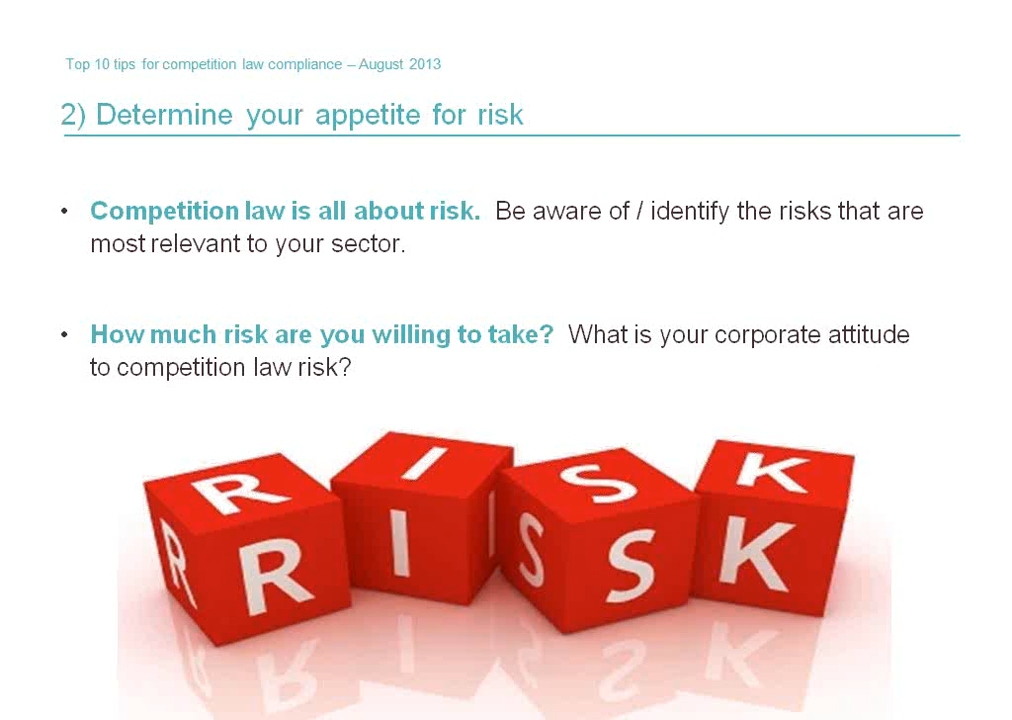 Top 10 tips for competition law compliance – August 2013
2) Determine your appetite for risk
• Competition law is all about risk. Be aware of / identify the risks that are
most relevant to your sector.
• How much risk are you willing to take? What is your corporate attitude
to competition law risk?
R I S K
R R I I S S K